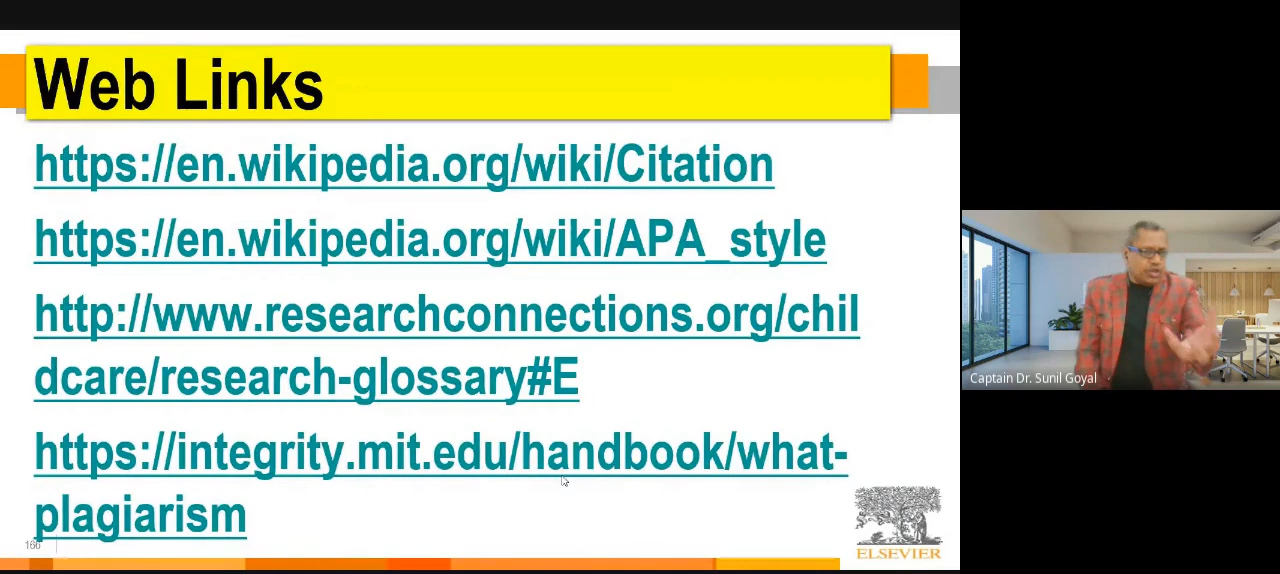 Web Links
https://en.wikipedia.org/wiki/Citation
https://en.wikipedia.org/wiki/APA_style
http://www.researchconnections.org/chil
dcare/research-glossary#E
https://integrity.mit.edu/handbook/what-
plagiarism
166
ELSEVIER
Captain Dr. Sunil Goyal